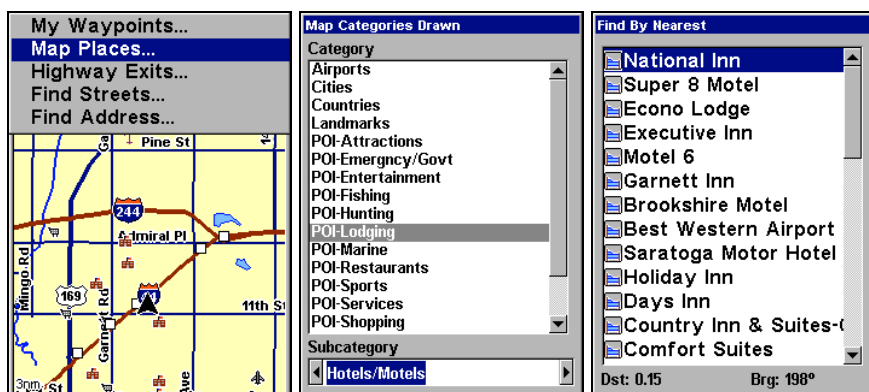 My Waypoints...
Map Places...
Highway Exits...
Find Streets...
Find Address...
Pine St
244
Admiral Pl
Mingo Rd
169
Garnett Rd
11th St
3nm
St
Ave
Map Categories Drawn
Category
Airports
Cities
Countries
Landmarks
POI-Attractions
POI-Emergncy/Govt
POI-Entertainment
POI-Fishing
POI-Hunting
POI-Lodging
POI-Marine
POI-Restaurants
POI-Sports
POI-Services
POI-Shopping
Subcategory
Hotels/Motels
Find By Nearest
National Inn
Super 8 Motel
Econo Lodge
Executive Inn
Motel 6
Garnett Inn
Brookshire Motel
Best Western Airport
Saratoga Motor Hotel
Holiday Inn
Days Inn
Country Inn & Suites-(
Comfort Suites
Dst: 0.15 Brg: 198º